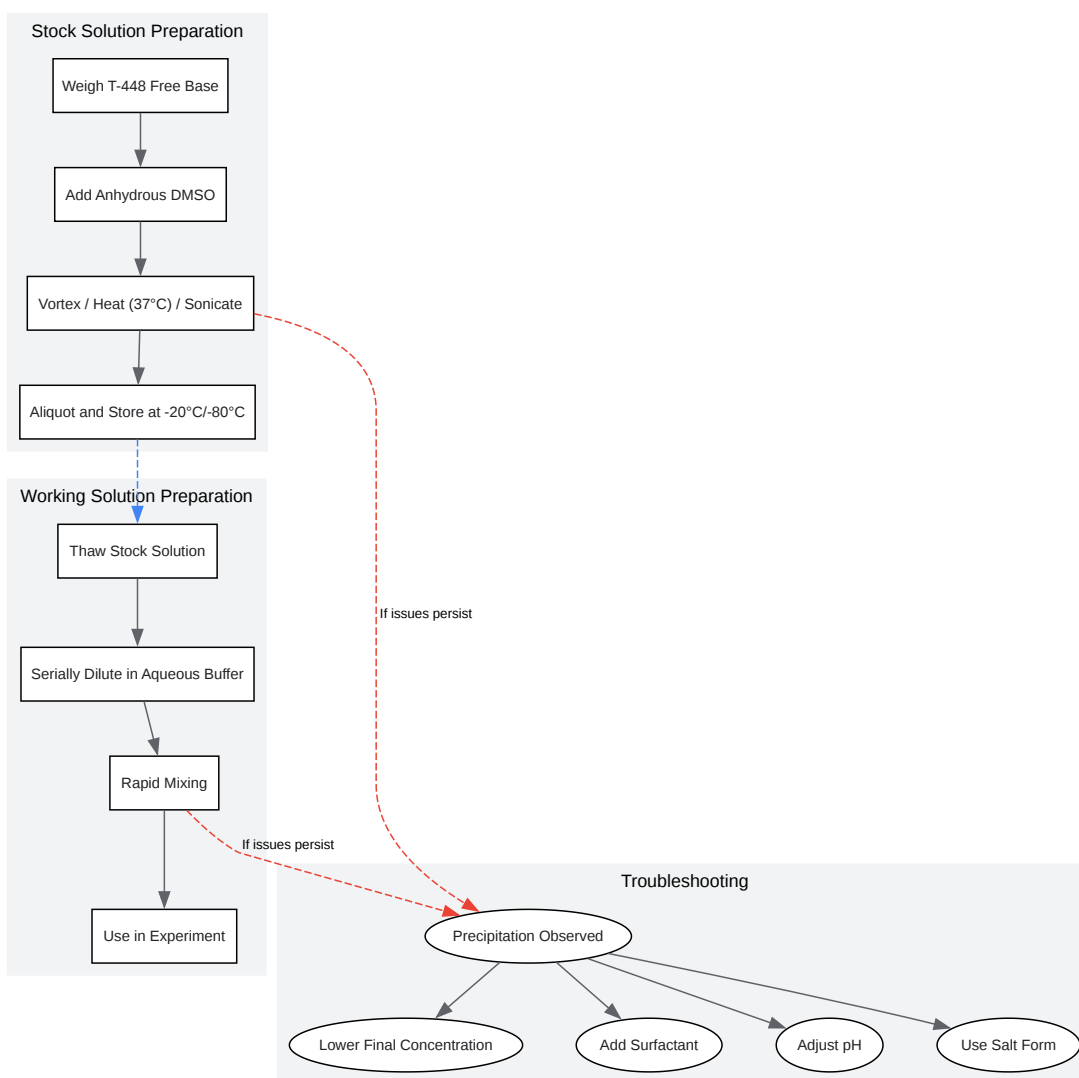 Stock Solution Preparation
Weigh T-448 Free Base
Add Anhydrous DMSO
Vortex / Heat (37°C) / Sonicate
Aliquot and Store at -20°C/-80°C
Working Solution Preparation
Thaw Stock Solution
If issues persist
Serially Dilute in Aqueous Buffer
Rapid Mixing
If issues persist
Troubleshooting
Use in Experiment
Precipitation Observed
Lower Final Concentration
Add Surfactant
Adjust pH
Use Salt Form